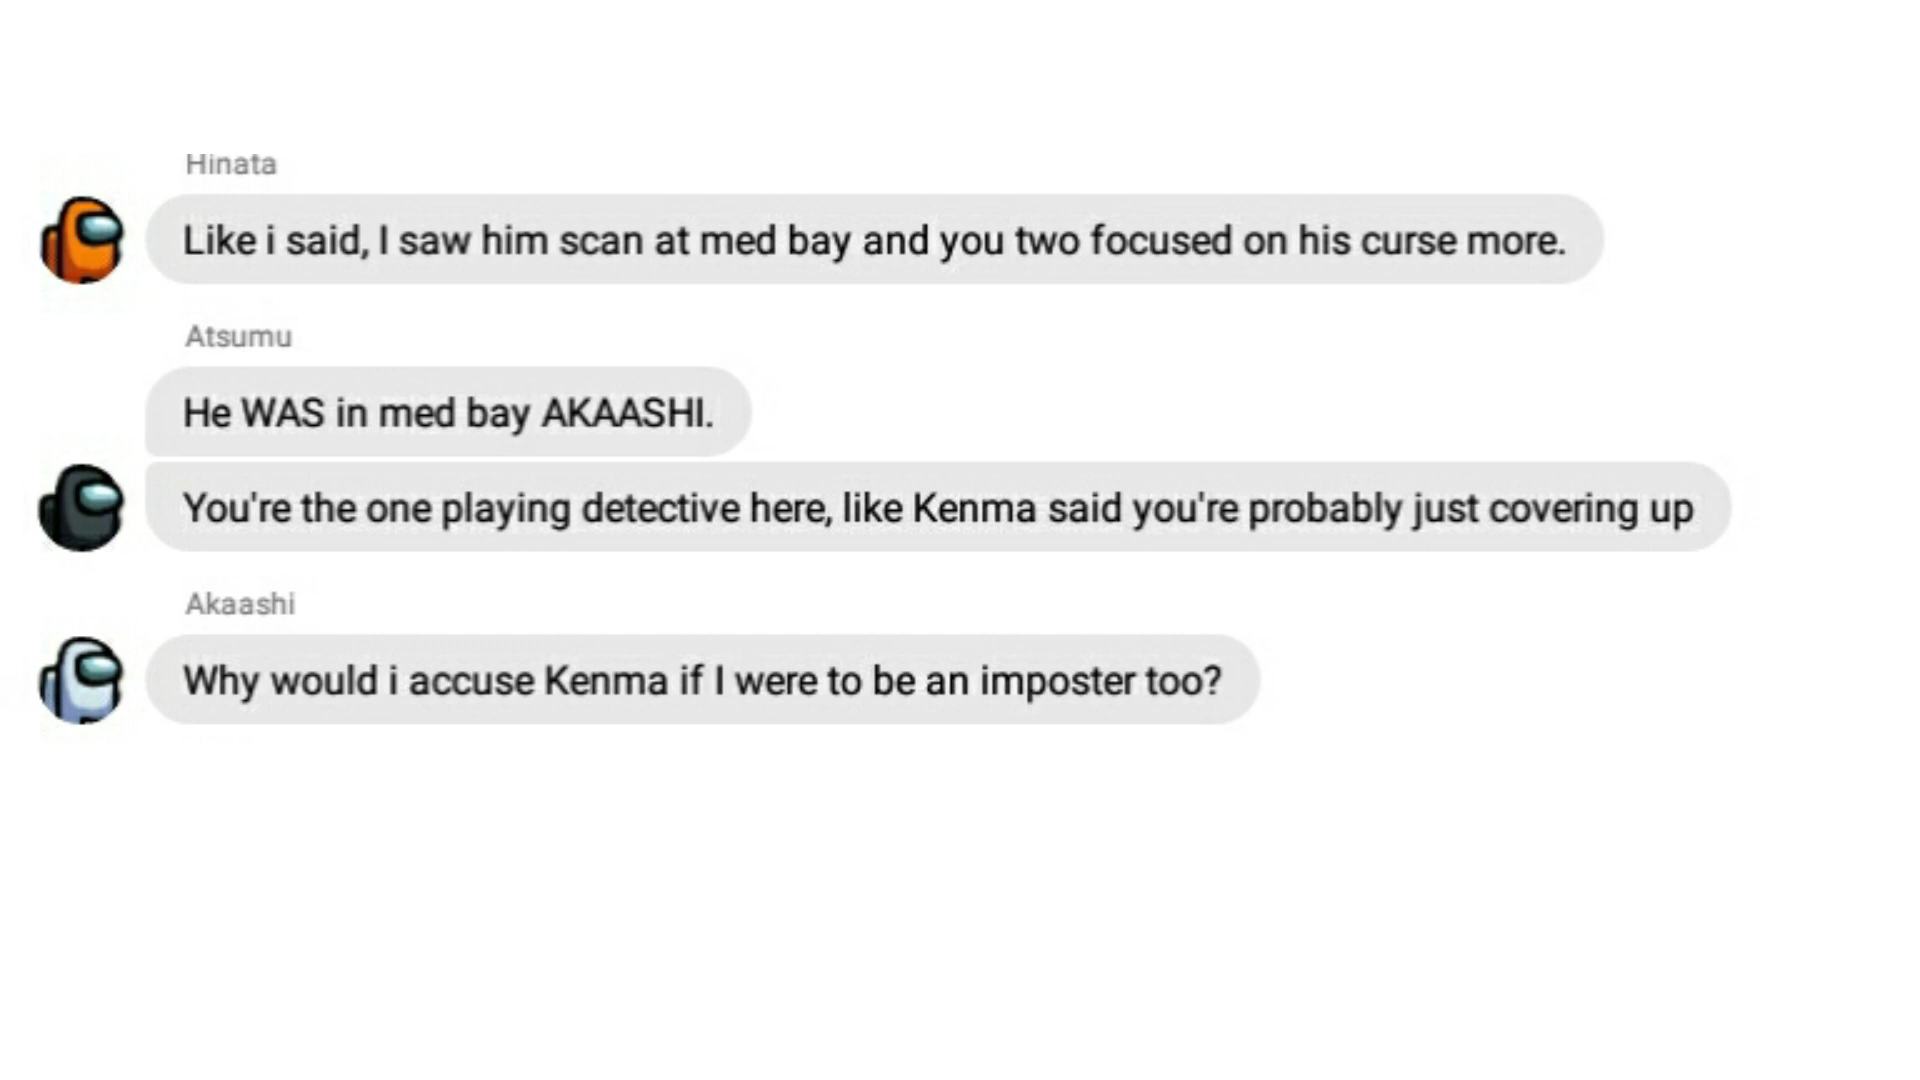 Hinata
Like i said, I saw him scan at med bay and you two focused on his curse more.
Atsumu
He WAS in med bay AKAASHI.
You're the one playing detective here, like Kenma said you're probably just covering up
Akaashi
Why would i accuse Kenma if I were to be an imposter too?